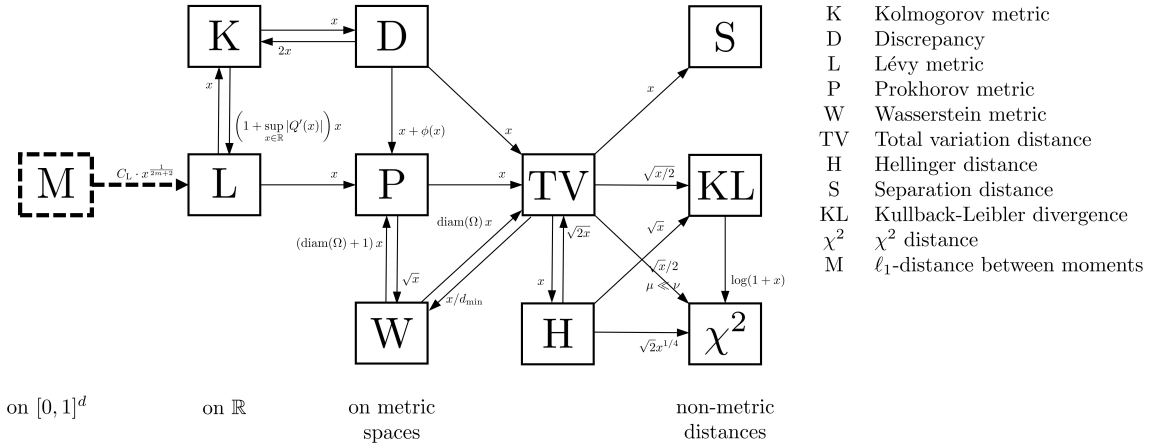 K
D
S
x
2x
x
(1 + sup x∈ℝ |Q′(x)|) x
x + ϕ(x)
x
x
M
C_L · x^{1/(2m+2)}
L
x
P
x
TV
√x/2
KL
diam(Ω) x
(diam(Ω) + 1) x
√x
x/d_min
x
√2x
√x
√x/2
μ ≪ ν
log(1 + x)
W
H
√2x^{1/4}
χ²
on [0, 1]^d
on ℝ
on metric
spaces
non-metric
distances
K Kolmogorov metric
D Discrepancy
L Lévy metric
P Prokhorov metric
W Wasserstein metric
TV Total variation distance
H Hellinger distance
S Separation distance
KL Kullback-Leibler divergence
χ² χ² distance
M ℓ₁-distance between moments